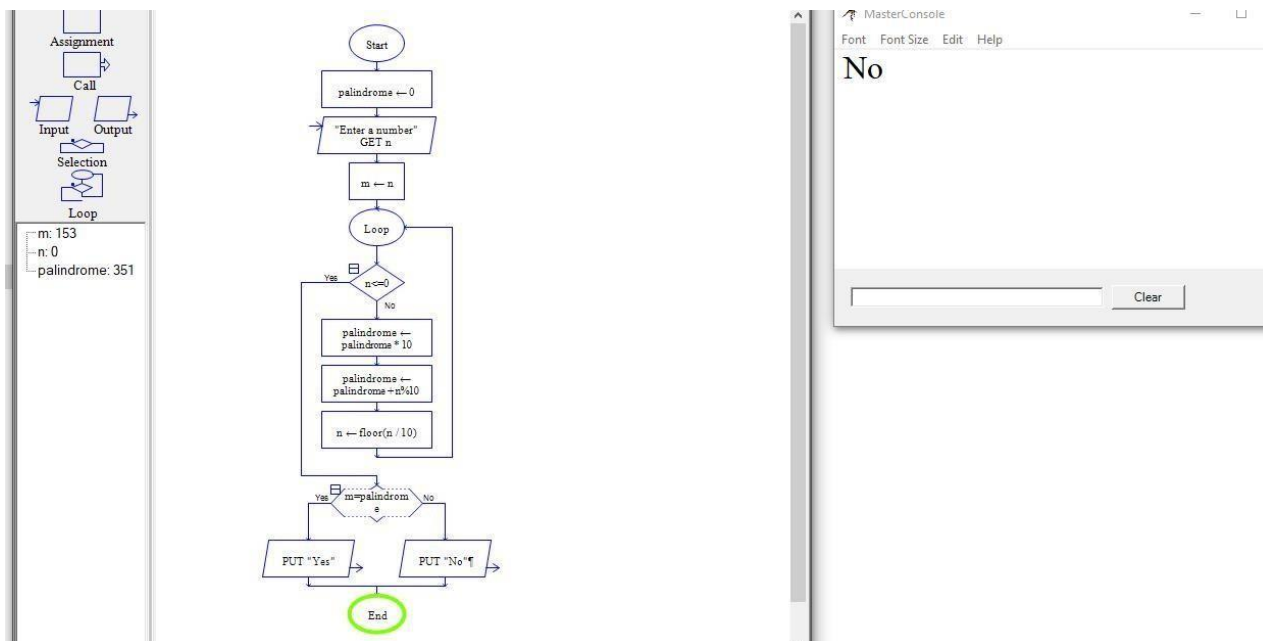 Assignment
Call
Input Output
Selection
Loop
m: 153
n: 0
palindrome: 351
Start
palindrome ← 0
"Enter a number"
GET n
m ← n
Loop
Yes
n<=0
No
palindrome ←
palindrome * 10
palindrome ←
palindrome+n%10
n ← floor(n / 10)
Yes
m=palindrom
e
No
PUT "Yes"
PUT "No"¶
End
MasterConsole
Font Font Size Edit Help
No
Clear